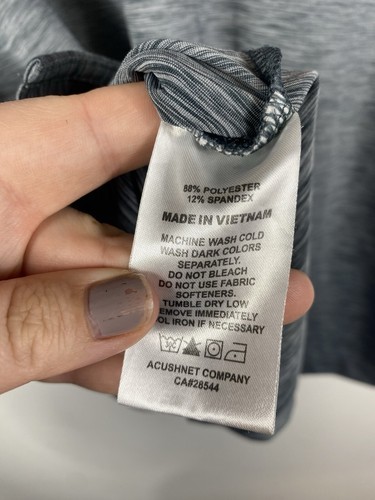 88% POLYESTER
12% SPANDEX
MADE IN VIETNAM
MACHINE WASH COLD
WASH DARK COLORS
SEPARATELY.
DO NOT BLEACH
DO NOT USE FABRIC
SOFTENERS.
TUMBLE DRY LOW
EMOVE IMMEDIATELY
OL IRON IF NECESSARY
ACUSHNET COMPANY
CA#28544